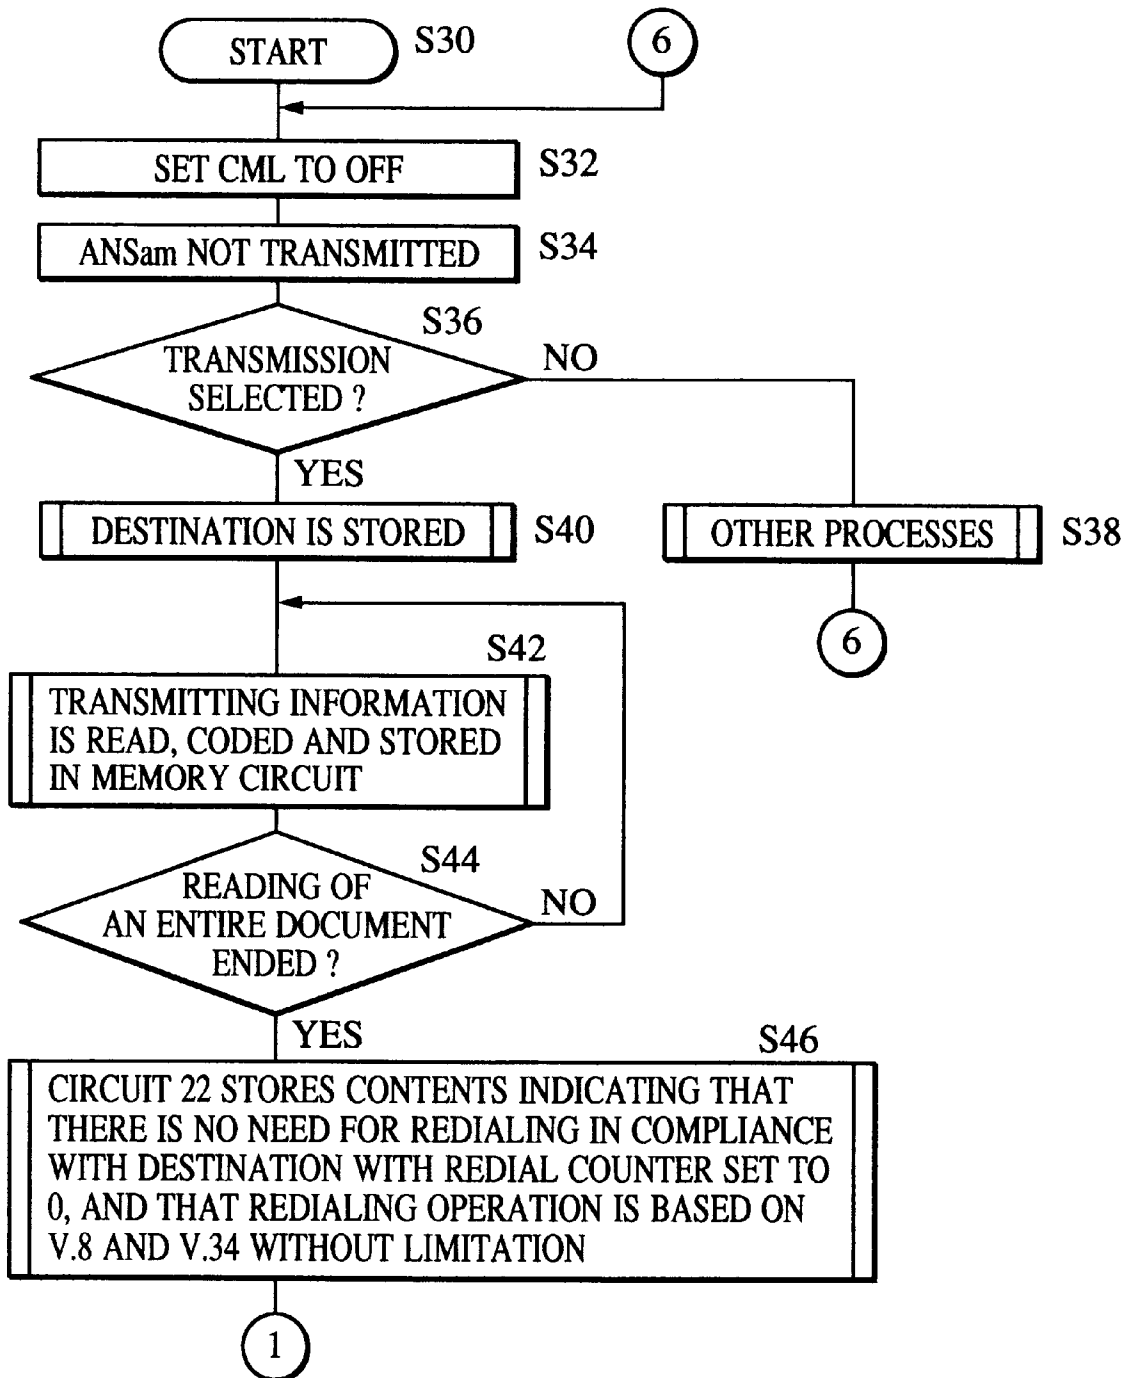 START
S30
6
SET CML TO OFF
S32
ANSam NOT TRANSMITTED
S34
S36
TRANSMISSION
SELECTED ?
NO
YES
DESTINATION IS STORED
S40
OTHER PROCESSES
S38
6
S42
TRANSMITTING INFORMATION
IS READ, CODED AND STORED
IN MEMORY CIRCUIT
S44
READING OF
AN ENTIRE DOCUMENT
ENDED ?
NO
YES
S46
CIRCUIT 22 STORES CONTENTS INDICATING THAT
THERE IS NO NEED FOR REDIALING IN COMPLIANCE
WITH DESTINATION WITH REDIAL COUNTER SET TO
0, AND THAT REDIALING OPERATION IS BASED ON
V.8 AND V.34 WITHOUT LIMITATION
1